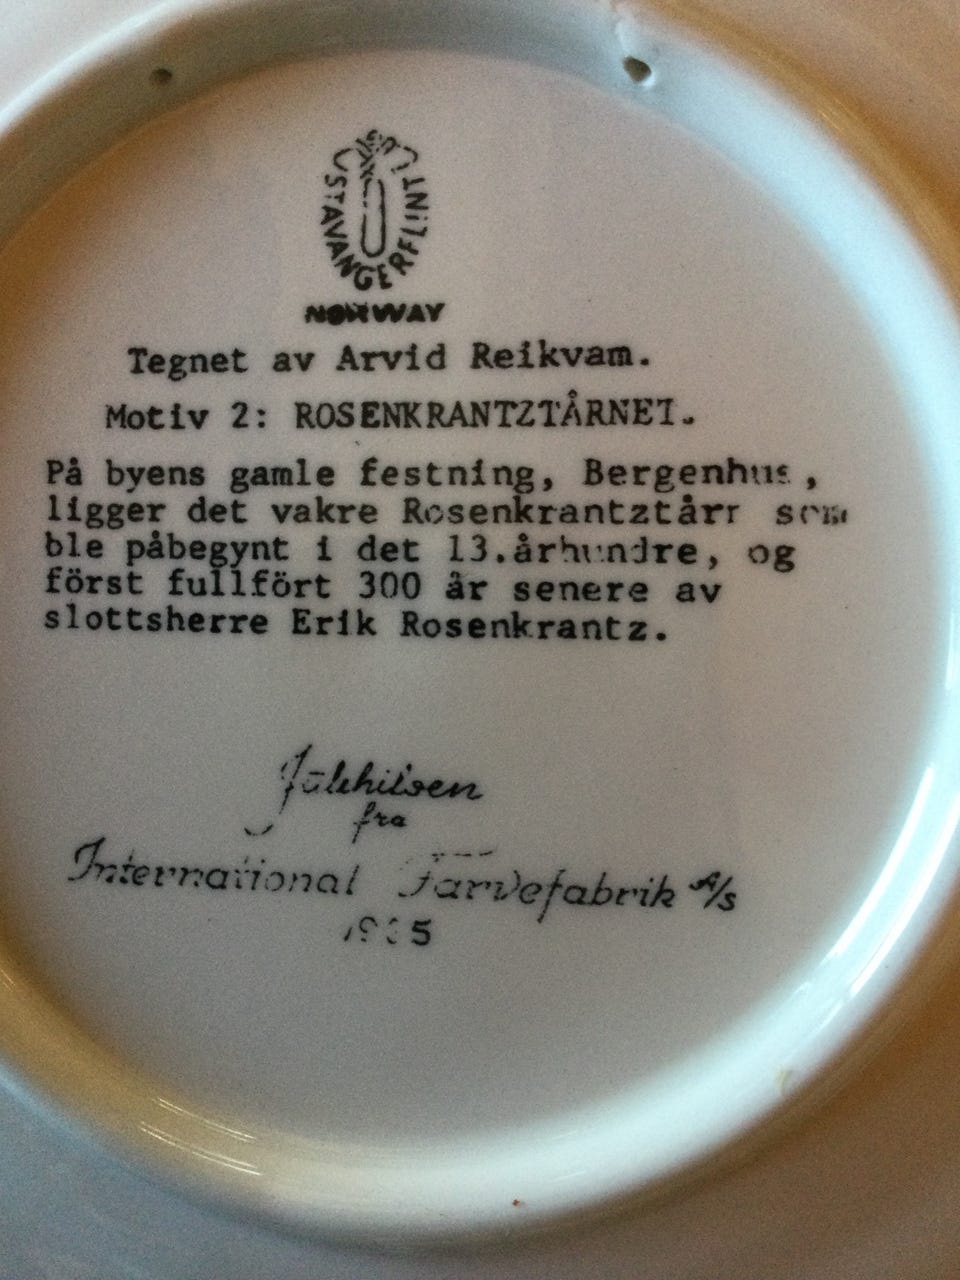 STAVANGERFLINT
NORWAY
Tegnet av Arvid Reikvam.
Motiv 2: ROSENKRANTZTÅRNET.
På byens gamle festning, Bergenhus,
ligger det vakre Rosenkrantztårn som
ble påbegynt i det 13.århundre, og
först fullfört 300 år senere av
slottsherre Erik Rosenkrantz.
Julehilsen
fra
International Farvefabrik A/S